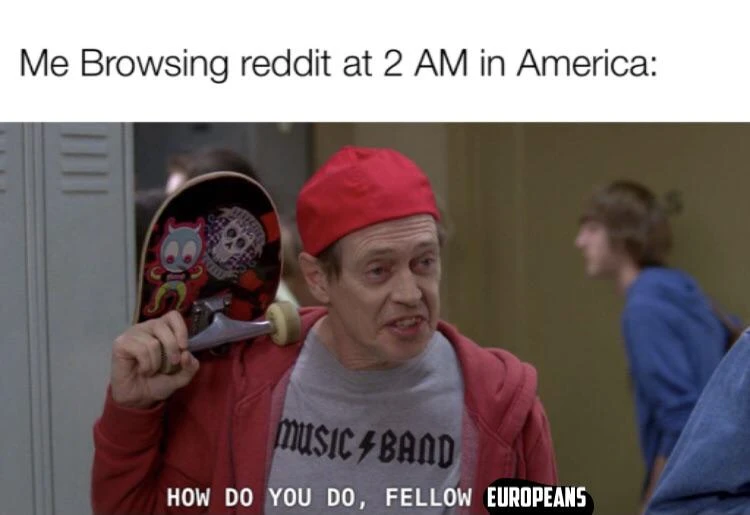 Me Browsing reddit at 2 AM in America:
MUSIC⚡BAND
HOW DO YOU DO, FELLOW EUROPEANS